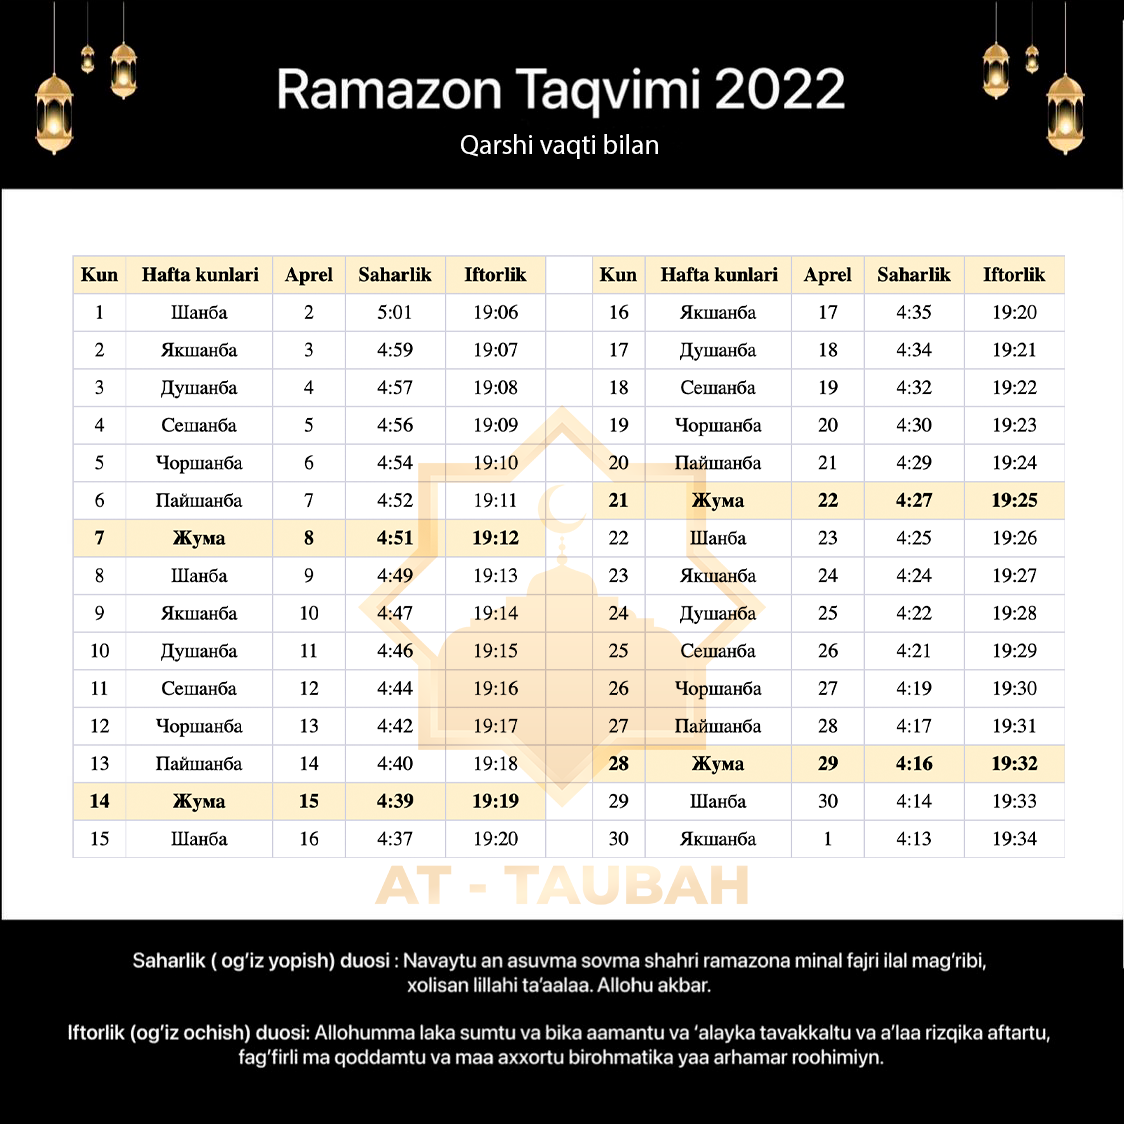 Ramazon Taqvimi 2022
Qarshi vaqti bilan
Kun Hafta kunlari Aprel Saharlik Iftorlik Kun Hafta kunlari Aprel Saharlik Iftorlik
1 Шанба 2 5:01 19:06 16 Якшанба 17 4:35 19:20
2 Якшанба 3 4:59 19:07 17 Душанба 18 4:34 19:21
3 Душанба 4 4:57 19:08 18 Сешанба 19 4:32 19:22
4 Сешанба 5 4:56 19:09 19 Чоршанба 20 4:30 19:23
5 Чоршанба 6 4:54 19:10 20 Пайшанба 21 4:29 19:24
6 Пайшанба 7 4:52 19:11 21 Жума 22 4:27 19:25
7 Жума 8 4:51 19:12 22 Шанба 23 4:25 19:26
8 Шанба 9 4:49 19:13 23 Якшанба 24 4:24 19:27
9 Якшанба 10 4:47 19:14 24 Душанба 25 4:22 19:28
10 Душанба 11 4:46 19:15 25 Сешанба 26 4:21 19:29
11 Сешанба 12 4:44 19:16 26 Чоршанба 27 4:19 19:30
12 Чоршанба 13 4:42 19:17 27 Пайшанба 28 4:17 19:31
13 Пайшанба 14 4:40 19:18 28 Жума 29 4:16 19:32
14 Жума 15 4:39 19:19 29 Шанба 30 4:14 19:33
15 Шанба 16 4:37 19:20 30 Якшанба 1 4:13 19:34
AT - TAUBAH
Saharlik ( og‘iz yopish) duosi : Navaytu an asuvma sovma shahri ramazona minal fajri ilal mag‘ribi,
xolisan lillahi ta’aalaa. Allohu akbar.
Iftorlik (og‘iz ochish) duosi: Allohumma laka sumtu va bika aamantu va ‘alayka tavakkaltu va a’laa rizqika aftartu,
fag‘firli ma qoddamtu va maa axxortu birohmatika yaa arhamar roohimiyn.